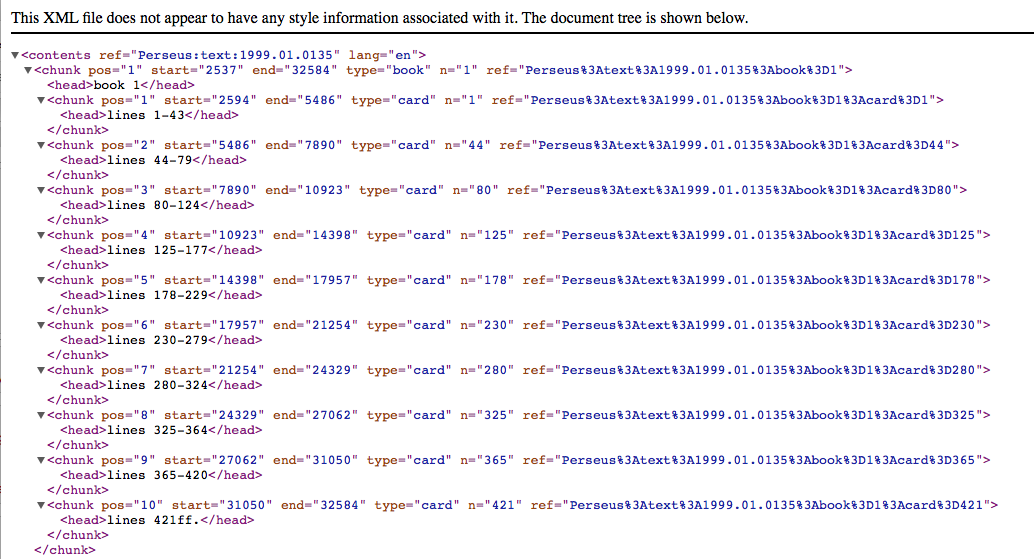 This XML file does not appear to have any style information associated with it. The document tree is shown below.
▼<contents ref="Perseus:text:1999.01.0135" lang="en">
▼<chunk pos="1" start="2537" end="32584" type="book" n="1" ref="Perseus%3Atext%3A1999.01.0135%3Abook%3D1">
<head>book 1</head>
▼<chunk pos="1" start="2594" end="5486" type="card" n="1" ref="Perseus%3Atext%3A1999.01.0135%3Abook%3D1%3Acard%3D1">
<head>lines 1-43</head>
</chunk>
▼<chunk pos="2" start="5486" end="7890" type="card" n="44" ref="Perseus%3Atext%3A1999.01.0135%3Abook%3D1%3Acard%3D44">
<head>lines 44-79</head>
</chunk>
▼<chunk pos="3" start="7890" end="10923" type="card" n="80" ref="Perseus%3Atext%3A1999.01.0135%3Abook%3D1%3Acard%3D80">
<head>lines 80-124</head>
</chunk>
▼<chunk pos="4" start="10923" end="14398" type="card" n="125" ref="Perseus%3Atext%3A1999.01.0135%3Abook%3D1%3Acard%3D125">
<head>lines 125-177</head>
</chunk>
▼<chunk pos="5" start="14398" end="17957" type="card" n="178" ref="Perseus%3Atext%3A1999.01.0135%3Abook%3D1%3Acard%3D178">
<head>lines 178-229</head>
</chunk>
▼<chunk pos="6" start="17957" end="21254" type="card" n="230" ref="Perseus%3Atext%3A1999.01.0135%3Abook%3D1%3Acard%3D230">
<head>lines 230-279</head>
</chunk>
▼<chunk pos="7" start="21254" end="24329" type="card" n="280" ref="Perseus%3Atext%3A1999.01.0135%3Abook%3D1%3Acard%3D280">
<head>lines 280-324</head>
</chunk>
▼<chunk pos="8" start="24329" end="27062" type="card" n="325" ref="Perseus%3Atext%3A1999.01.0135%3Abook%3D1%3Acard%3D325">
<head>lines 325-364</head>
</chunk>
▼<chunk pos="9" start="27062" end="31050" type="card" n="365" ref="Perseus%3Atext%3A1999.01.0135%3Abook%3D1%3Acard%3D365">
<head>lines 365-420</head>
</chunk>
▼<chunk pos="10" start="31050" end="32584" type="card" n="421" ref="Perseus%3Atext%3A1999.01.0135%3Abook%3D1%3Acard%3D421">
<head>lines 421ff.</head>
</chunk>
</chunk>